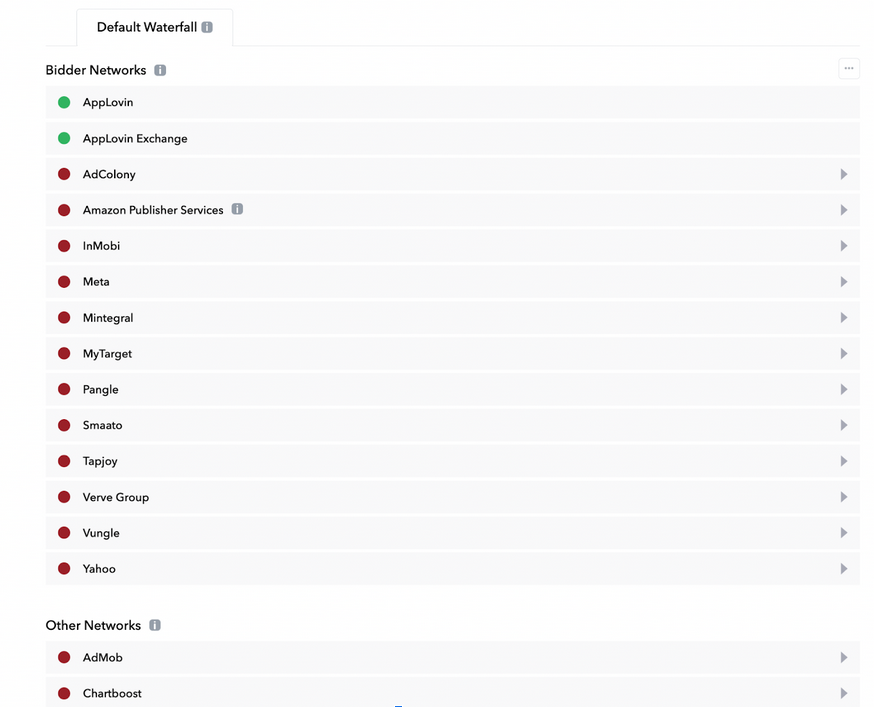 Default Waterfall
Bidder Networks
AppLovin
AppLovin Exchange
AdColony
Amazon Publisher Services
InMobi
Meta
Mintegral
MyTarget
Pangle
Smaato
Tapjoy
Verve Group
Vungle
Yahoo
Other Networks
AdMob
Chartboost